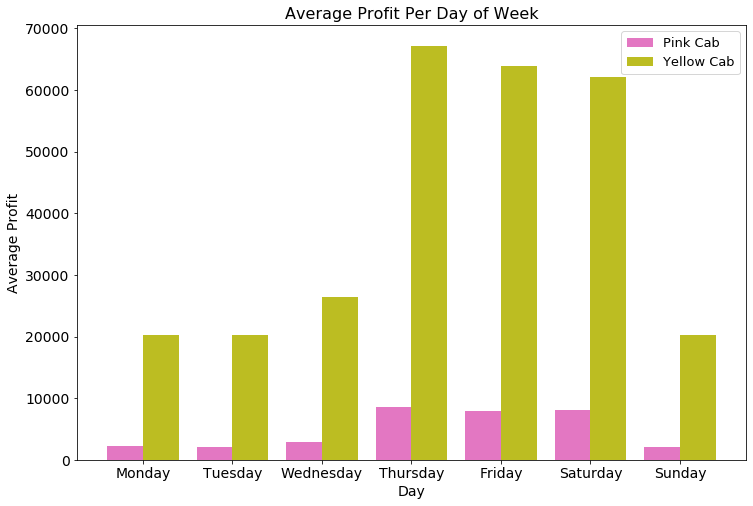 Average Profit Per Day of Week
Pink Cab
Yellow Cab
70000
60000
50000
40000
30000
20000
10000
0
Average Profit
Monday Tuesday Wednesday Thursday Friday Saturday Sunday
Day